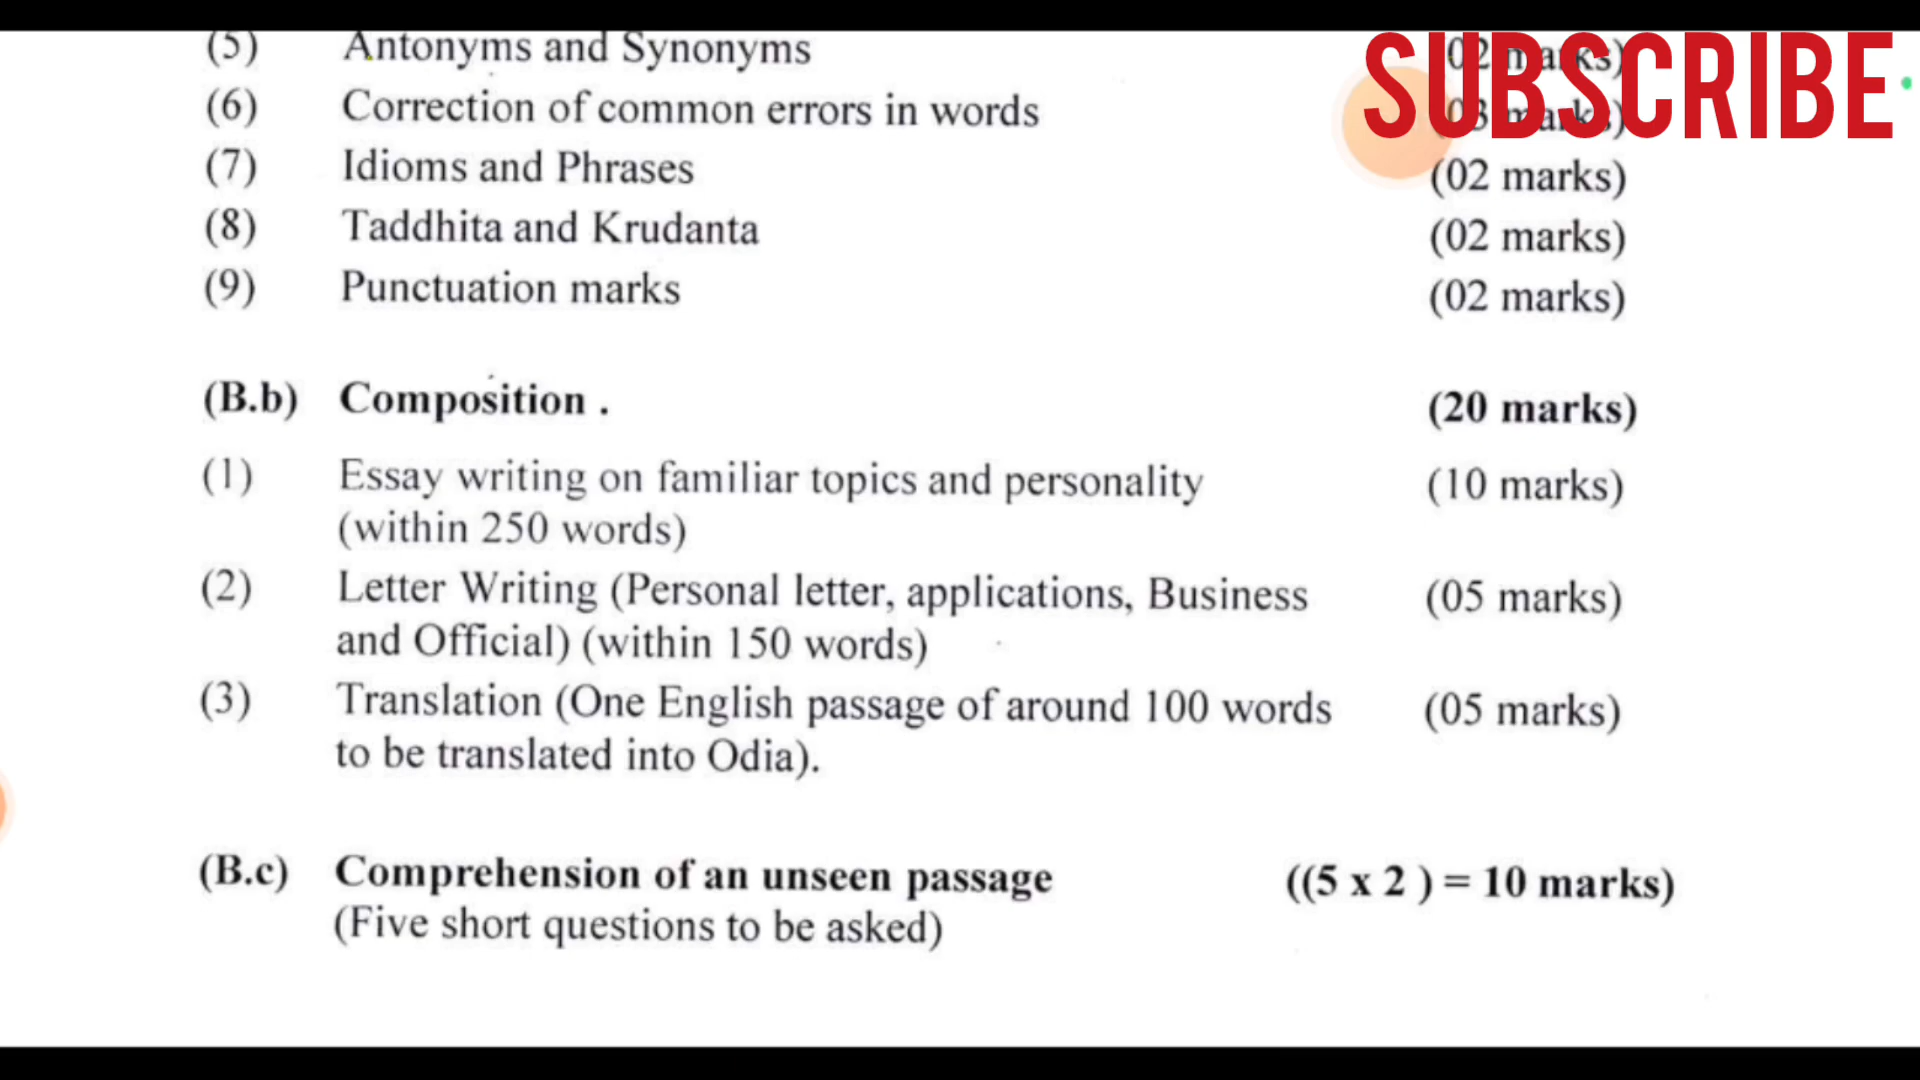 (5) Antonyms and Synonyms (02 marks)
SUBSCRIBE
(6) Correction of common errors in words (03 marks)
(7) Idioms and Phrases (02 marks)
(8) Taddhita and Krudanta (02 marks)
(9) Punctuation marks (02 marks)
(B.b) Composition . (20 marks)
(1) Essay writing on familiar topics and personality (10 marks)
(within 250 words)
(2) Letter Writing (Personal letter, applications, Business (05 marks)
and Official) (within 150 words)
(3) Translation (One English passage of around 100 words (05 marks)
to be translated into Odia).
(B.c) Comprehension of an unseen passage ((5 x 2 ) = 10 marks)
(Five short questions to be asked)